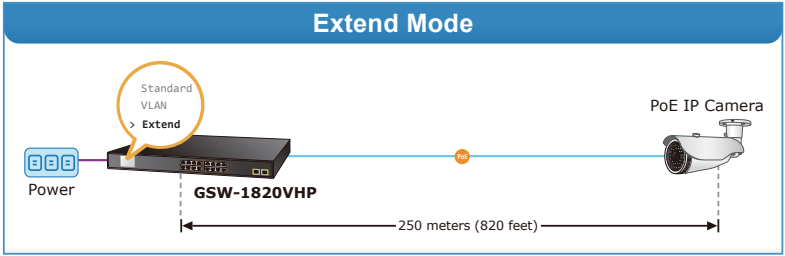 Extend Mode
Standard
VLAN
> Extend
PoE IP Camera
PoE
Power
GSW-1820VHP
250 meters (820 feet)